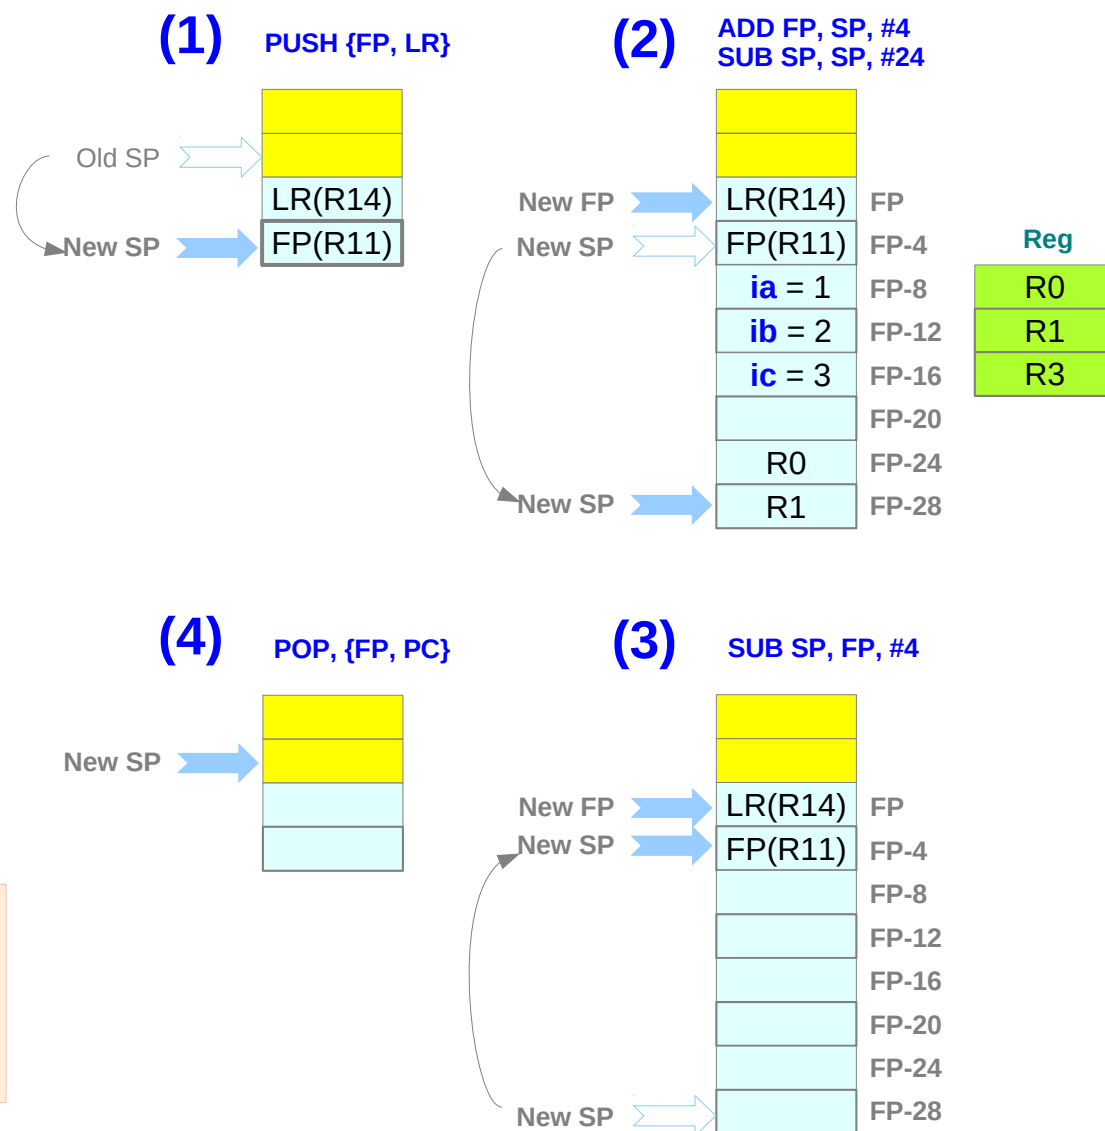 (1) PUSH {FP, LR}
Old SP
LR(R14)
New SP FP(R11)
(2) ADD FP, SP, #4
SUB SP, SP, #24
New FP LR(R14) FP
New SP FP(R11) FP-4
ia = 1 FP-8
ib = 2 FP-12
ic = 3 FP-16
FP-20
R0 FP-24
New SP R1 FP-28
Reg
R0
R1
R3
(4) POP, {FP, PC}
New SP
(3) SUB SP, FP, #4
New FP LR(R14) FP
New SP FP(R11) FP-4
FP-8
FP-12
FP-16
FP-20
FP-24
New SP FP-28